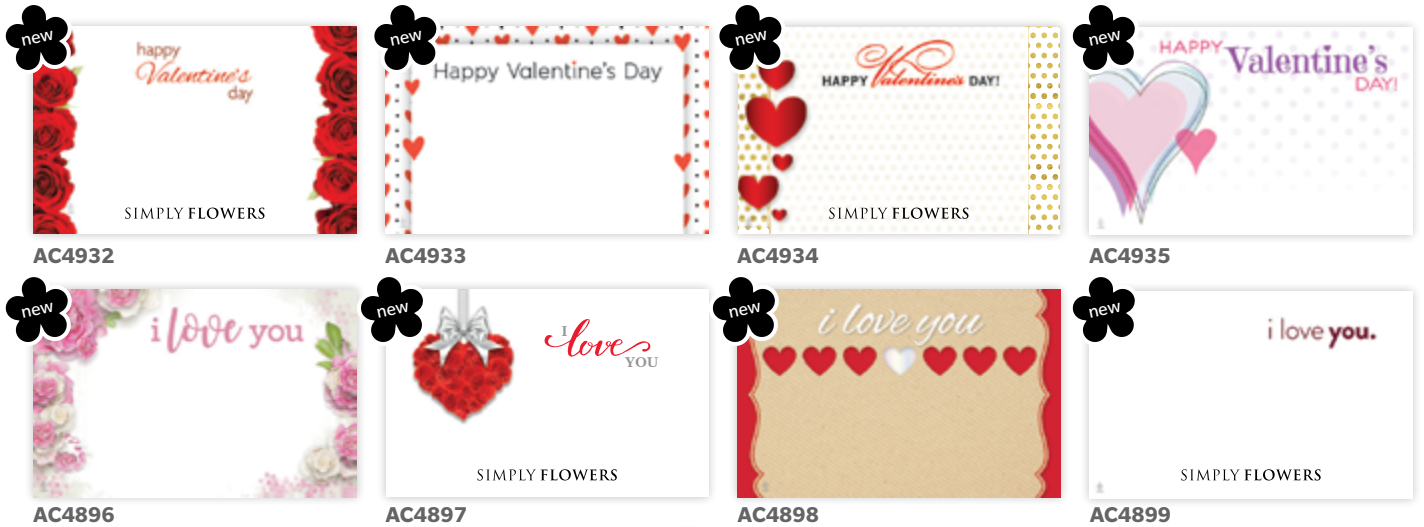 new
happy
Valentine's
day
SIMPLY FLOWERS
AC4932
new
Happy Valentine's Day
AC4933
new
HAPPY Valentine's DAY!
SIMPLY FLOWERS
AC4934
new
HAPPY
Valentine's
DAY!
AC4935
new
i love you
AC4896
new
I
love
YOU
SIMPLY FLOWERS
AC4897
new
i love you
AC4898
new
i love you.
SIMPLY FLOWERS
AC4899